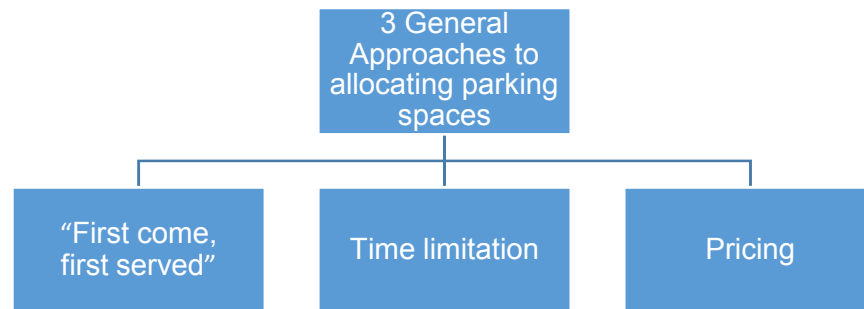 3 General
Approaches to
allocating parking
spaces
“First come,
first served”
Time limitation
Pricing